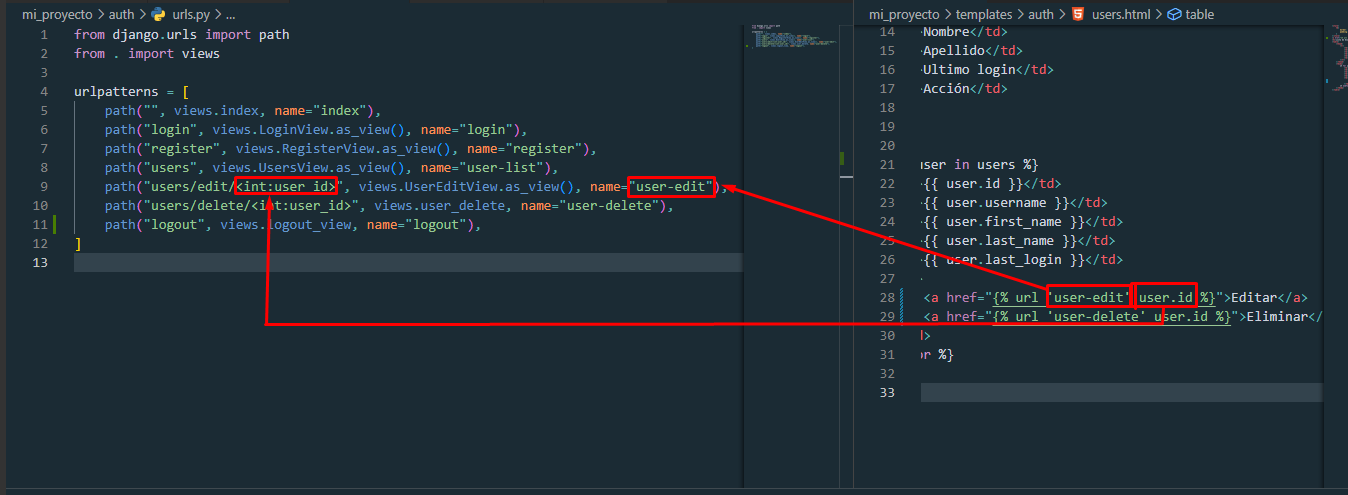 mi_proyecto > auth > urls.py > ...
1 from django.urls import path
2 from . import views
3
4 urlpatterns = [
5 path("", views.index, name="index"),
6 path("login", views.LoginView.as_view(), name="login"),
7 path("register", views.RegisterView.as_view(), name="register"),
8 path("users", views.UsersView.as_view(), name="user-list"),
9 path("users/edit/<int:user_id>", views.UserEditView.as_view(), name="user-edit"),
10 path("users/delete/<int:user_id>", views.user_delete, name="user-delete"),
11 path("logout", views.logout_view, name="logout"),
12 ]
13
mi_proyecto > templates > auth > users.html > table
14 Nombre</td>
15 Apellido</td>
16 Ultimo login</td>
17 Acción</td>
18
19
20
21 user in users %}
22 {{ user.id }}</td>
23 {{ user.username }}</td>
24 {{ user.first_name }}</td>
25 {{ user.last_name }}</td>
26 {{ user.last_login }}</td>
27
28 <a href="{% url 'user-edit' user.id %}">Editar</a>
29 <a href="{% url 'user-delete' user.id %}">Eliminar</
30 d>
31 or %}
32
33